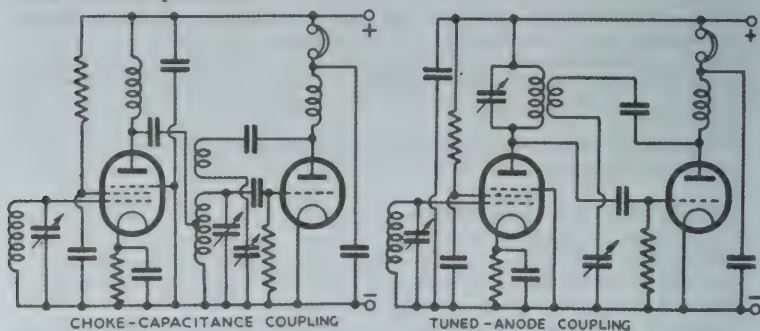 +
+
−
−
CHOKE-CAPACITANCE COUPLING
TUNED-ANODE COUPLING